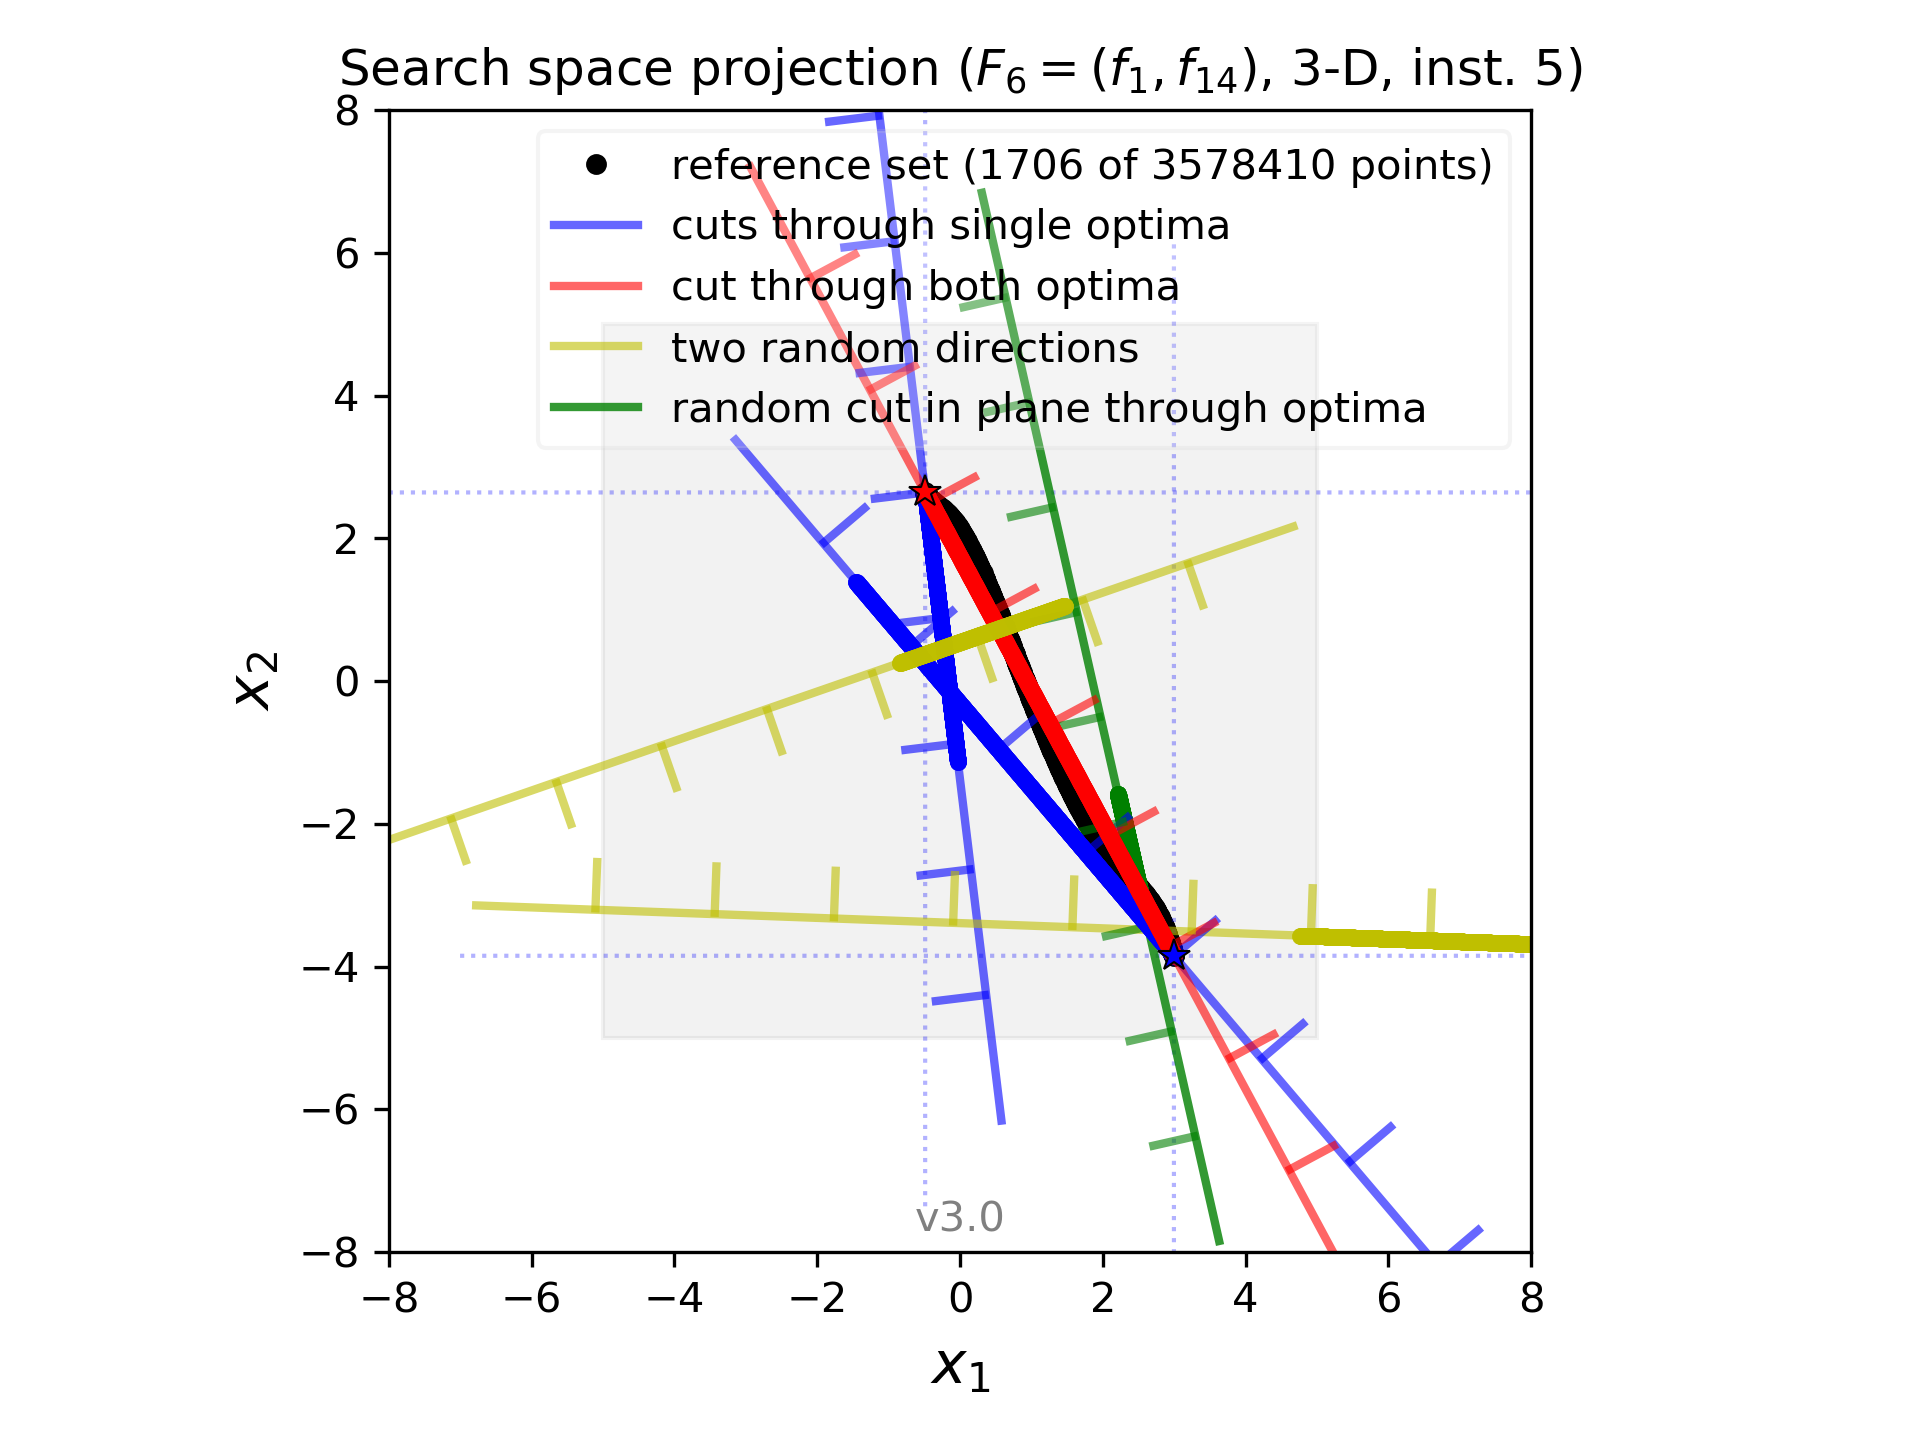 Search space projection (F₆ = (f₁, f₁₄), 3-D, inst. 5)
reference set (1706 of 3578410 points)
cuts through single optima
cut through both optima
two random directions
random cut in plane through optima
8
6
4
2
0
−2
−4
−6
−8
x₂
v3.0
−8 −6 −4 −2 0 2 4 6 8
x₁